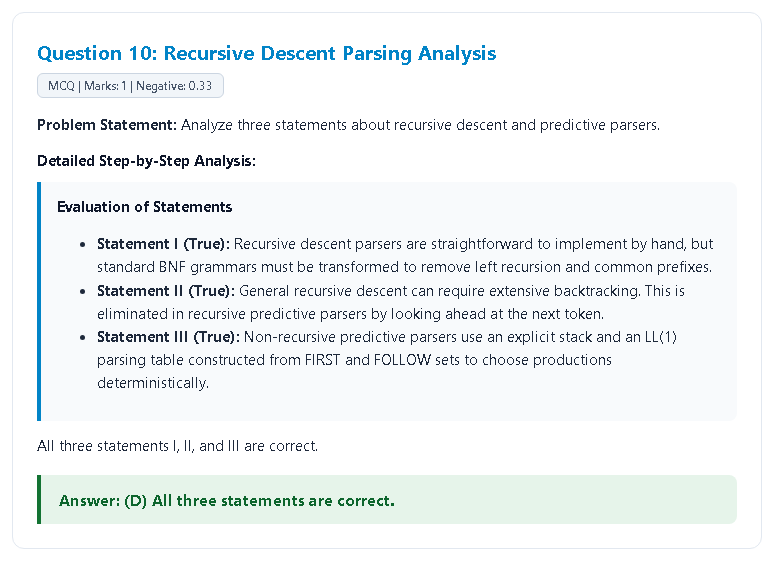 Question 10: Recursive Descent Parsing Analysis
MCQ | Marks: 1 | Negative: 0.33
Problem Statement: Analyze three statements about recursive descent and predictive parsers.
Detailed Step-by-Step Analysis:
Evaluation of Statements
• Statement I (True): Recursive descent parsers are straightforward to implement by hand, but
standard BNF grammars must be transformed to remove left recursion and common prefixes.
• Statement II (True): General recursive descent can require extensive backtracking. This is
eliminated in recursive predictive parsers by looking ahead at the next token.
• Statement III (True): Non-recursive predictive parsers use an explicit stack and an LL(1)
parsing table constructed from FIRST and FOLLOW sets to choose productions
deterministically.
All three statements I, II, and III are correct.
Answer: (D) All three statements are correct.